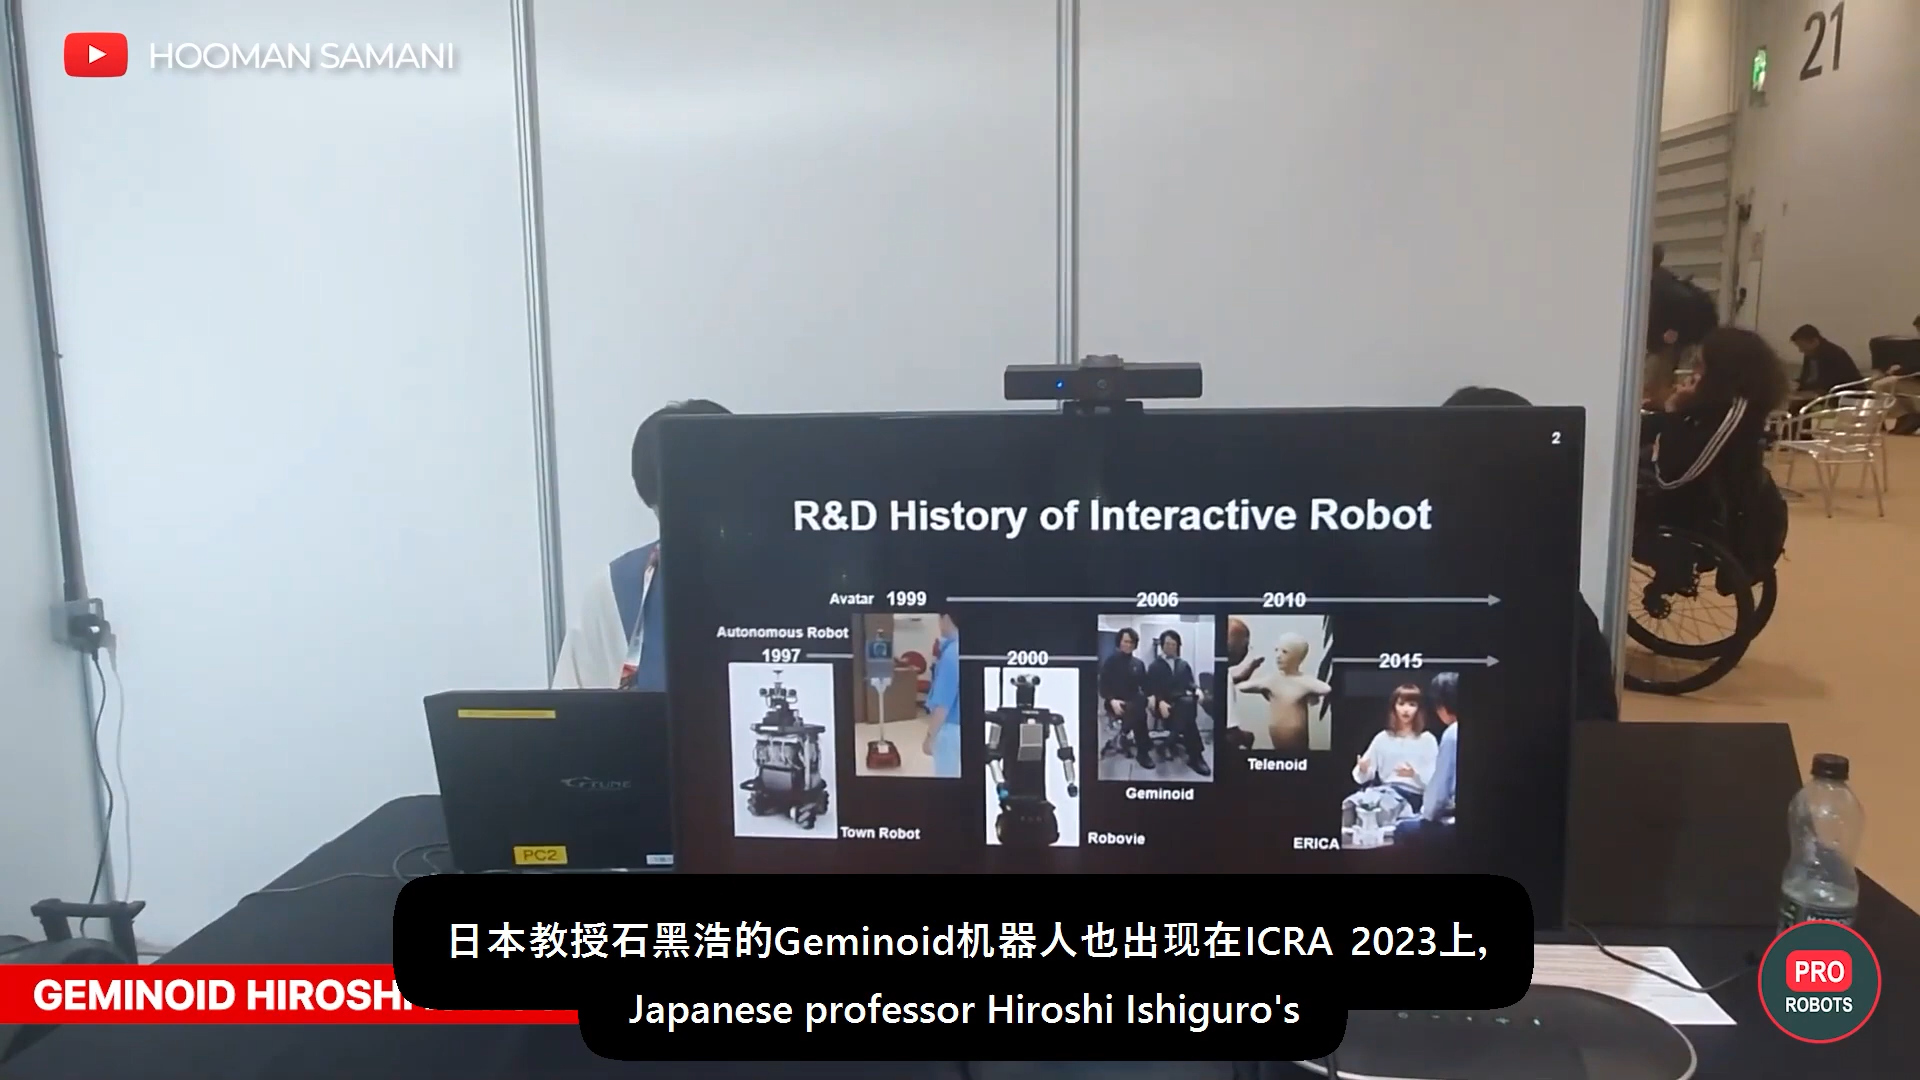 HOOMAN SAMANI
21
2
R&D History of Interactive Robot
Avatar 1999
2006
2010
Autonomous Robot
1997
2000
2015
Telenoid
Geminoid
Town Robot
Robovie
ERICA
GTUNE
PC2
日本教授石黑浩的Geminoid机器人也出现在ICRA 2023上,
GEMINOID HIROSHI
Japanese professor Hiroshi Ishiguro's
PRO
ROBOTS